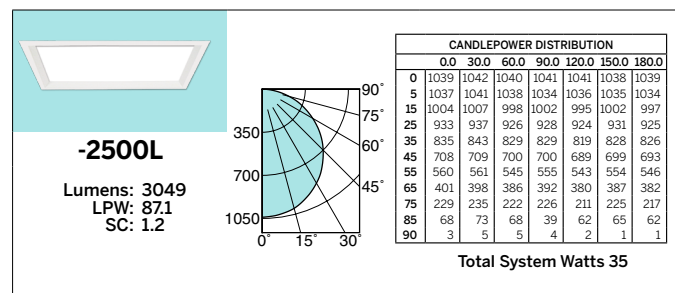 -2500L
Lumens: 3049
LPW: 87.1
SC: 1.2
350
700
1050
0° 15° 30°
45°
60°
75°
90°
CANDLEPOWER DISTRIBUTION
0.0 30.0 60.0 90.0 120.0 150.0 180.0
0 1039 1042 1040 1041 1041 1038 1039
5 1037 1041 1038 1034 1036 1035 1034
15 1004 1007 998 1002 995 1002 997
25 933 937 926 928 924 931 925
35 835 843 829 829 819 828 826
45 708 709 700 700 689 699 693
55 560 561 545 555 543 554 546
65 401 398 386 392 380 387 382
75 229 235 222 226 211 225 217
85 68 73 68 39 62 65 62
90 3 5 5 4 2 1 1
Total System Watts 35